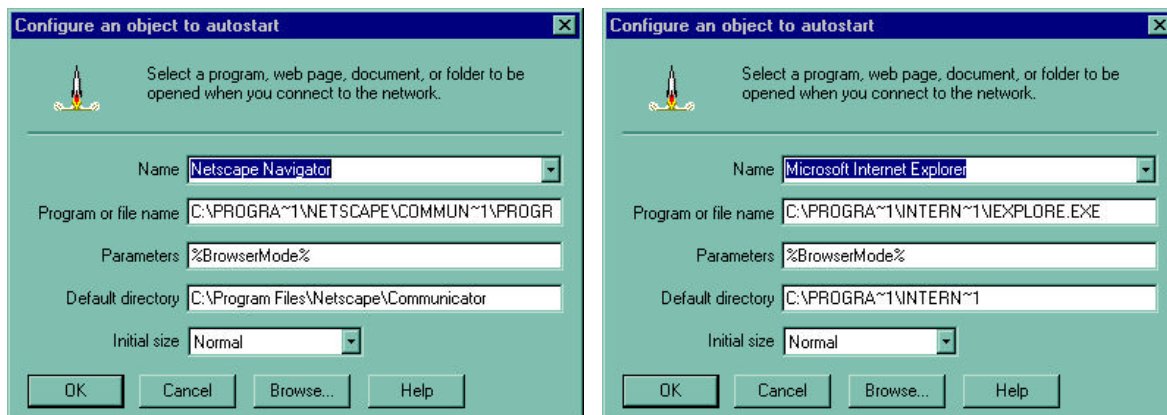 Configure an object to autostart
Select a program, web page, document, or folder to be
opened when you connect to the network.
Name Netscape Navigator
Program or file name C:\PROGRA~1\NETSCAPE\COMMUN~1\PROGR
Parameters %BrowserMode%
Default directory C:\Program Files\Netscape\Communicator
Initial size Normal
OK Cancel Browse... Help
Configure an object to autostart
Select a program, web page, document, or folder to be
opened when you connect to the network.
Name Microsoft Internet Explorer
Program or file name C:\PROGRA~1\INTERN~1\IEXPLORE.EXE
Parameters %BrowserMode%
Default directory C:\PROGRA~1\INTERN~1
Initial size Normal
OK Cancel Browse... Help